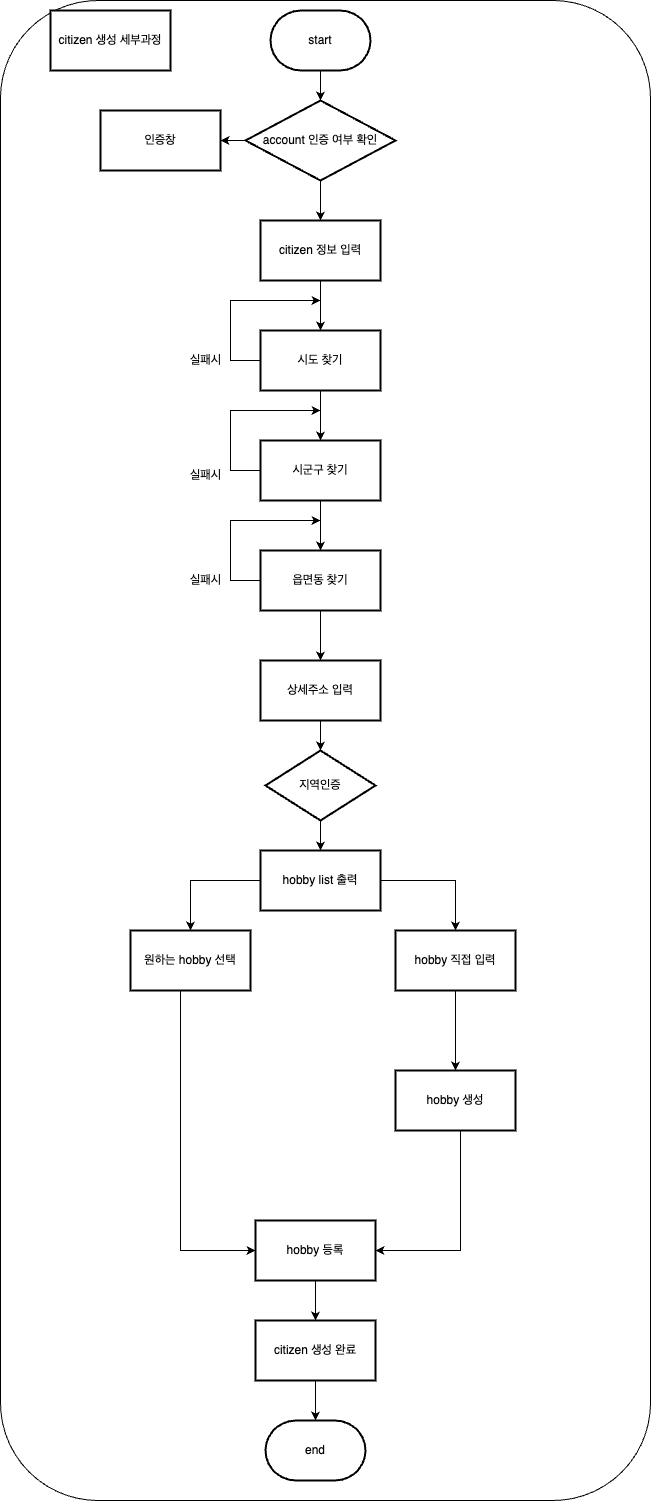 citizen 생성 세부과정
start
account 인증 여부 확인
인증창
citizen 정보 입력
실패시
시도 찾기
실패시
시군구 찾기
실패시
읍면동 찾기
상세주소 입력
지역인증
hobby list 출력
원하는 hobby 선택
hobby 직접 입력
hobby 생성
hobby 등록
citizen 생성 완료
end